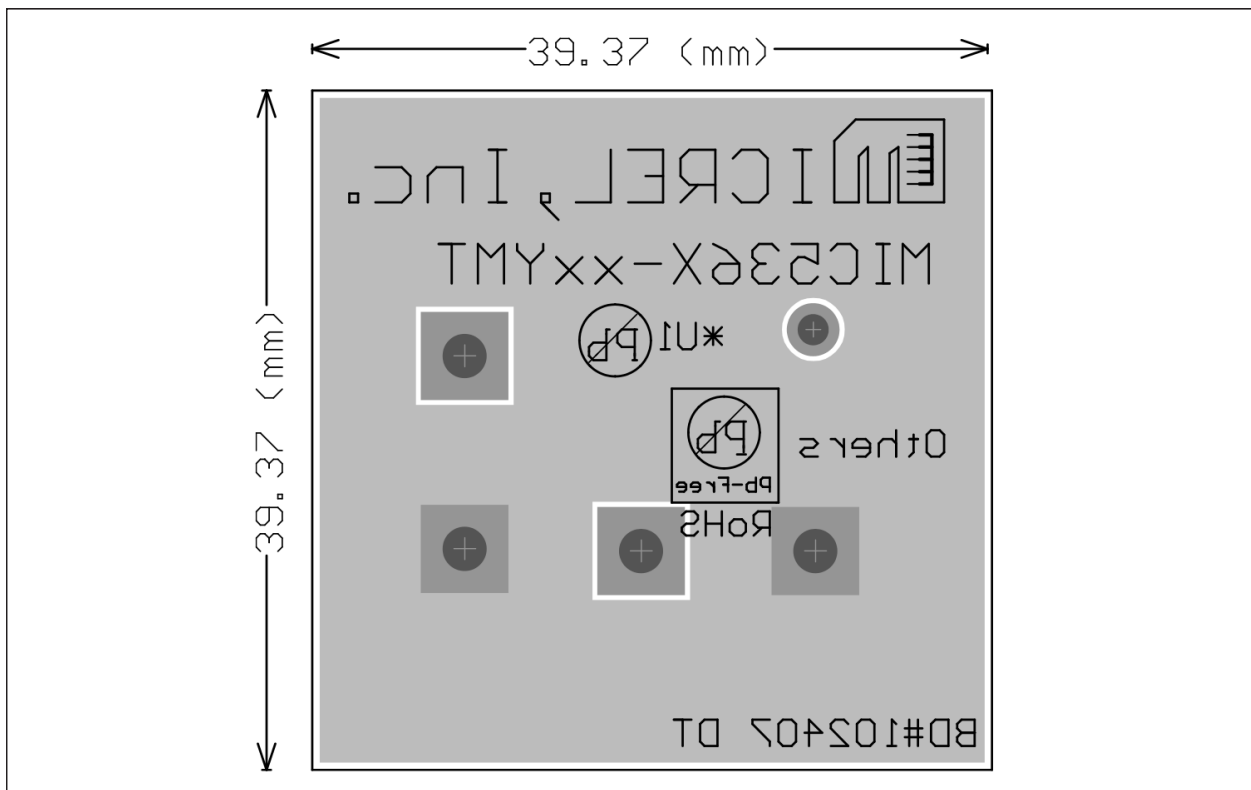 39.37 (mm)
39.37 (mm)
MICREL, Inc.
MIC536X-xxYMT
*U1 Pb
Pb
Pb-Free
Others
RoHS
BD#102407 DT